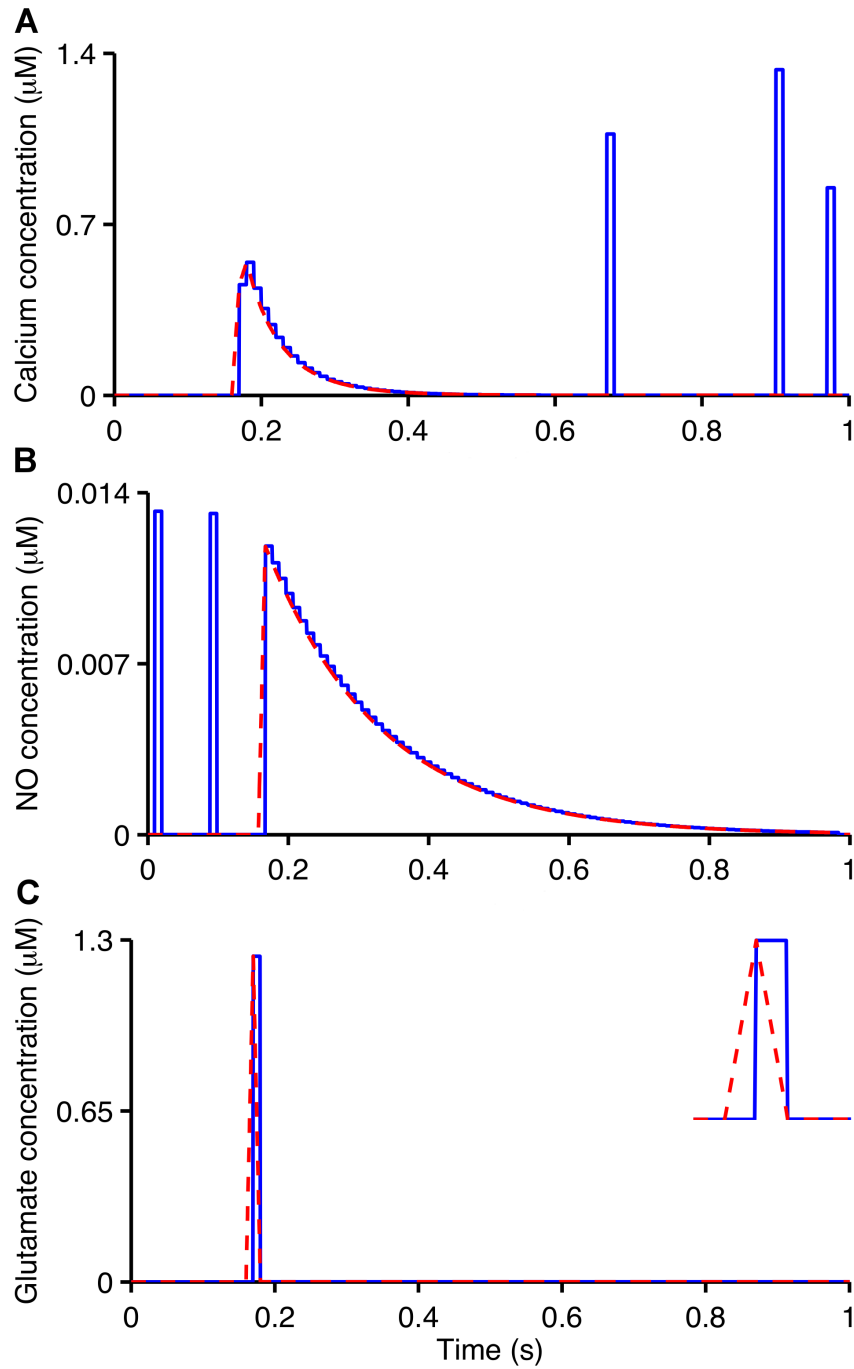 A
Calcium concentration (μM)
1.4
0.7
0
0 0.2 0.4 0.6 0.8 1
B
NO concentration (μM)
0.014
0.007
0
0 0.2 0.4 0.6 0.8 1
C
Glutamate concentration (μM)
1.3
0.65
0
0 0.2 0.4 0.6 0.8 1
Time (s)